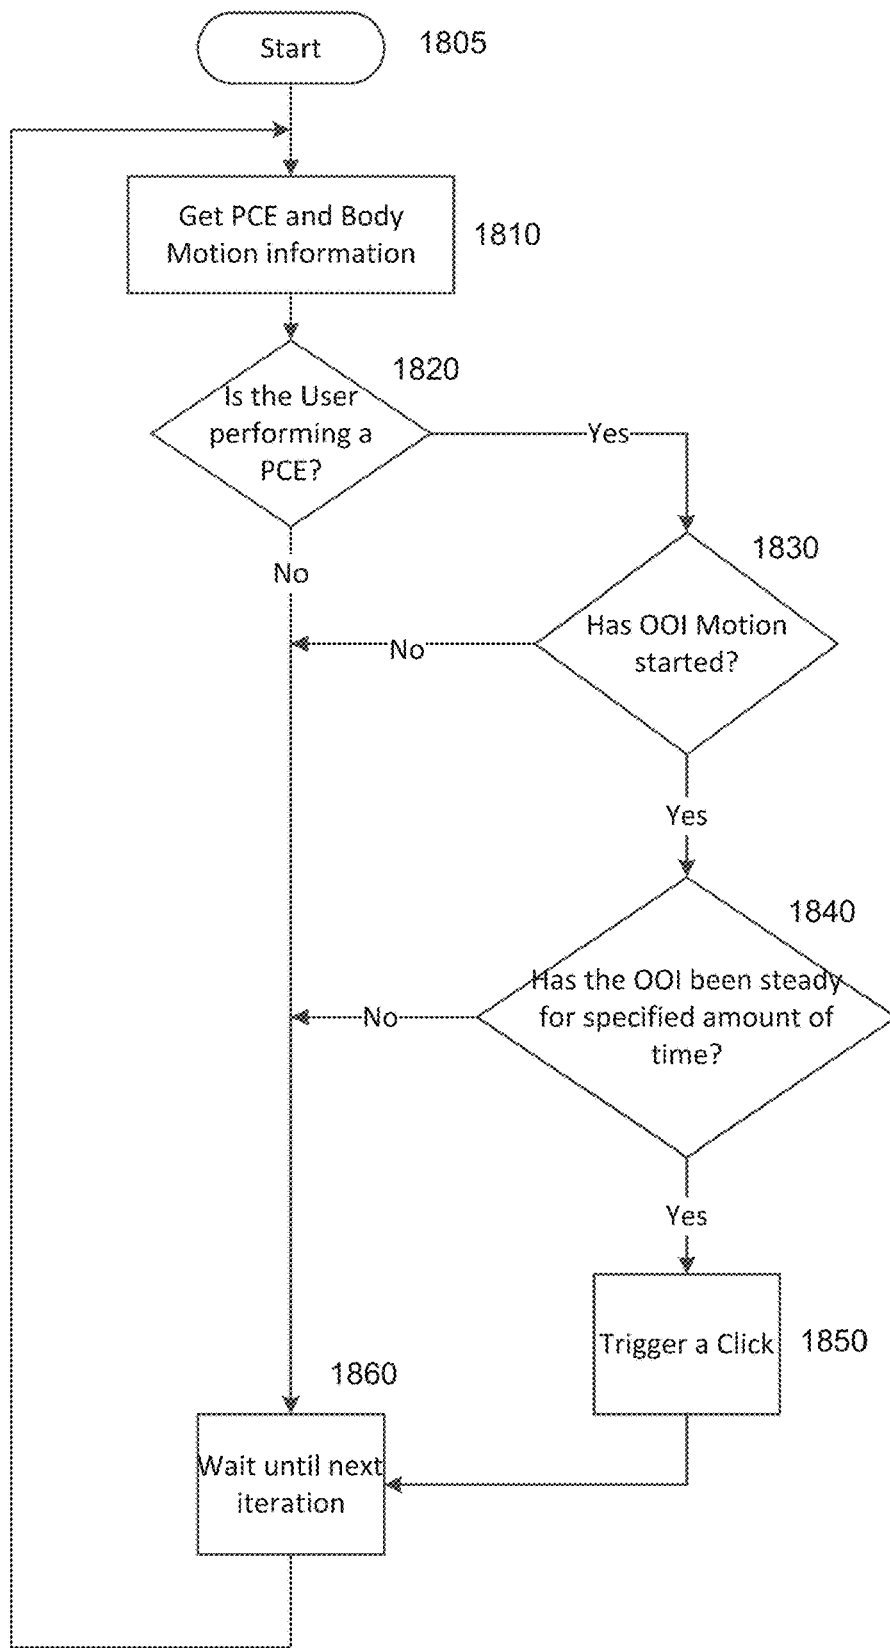 Start
1805
Get PCE and Body
Motion information
1810
1820
Is the User
performing a
PCE?
Yes
1830
No
Has OOI Motion
started?
No
Yes
1840
Has the OOI been steady
for specified amount of
time?
No
Yes
Trigger a Click
1850
1860
Wait until next
iteration